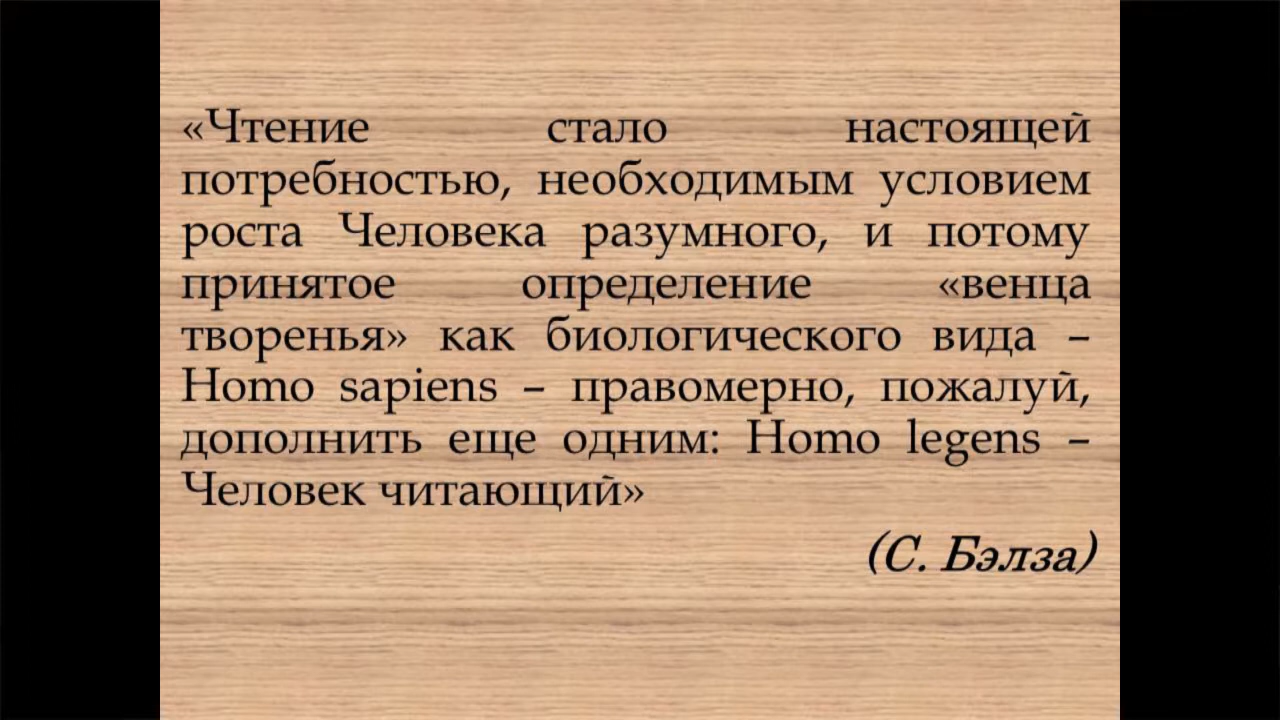 «Чтение стало настоящей
потребностью, необходимым условием
роста Человека разумного, и потому
принятое определение «венца
творенья» как биологического вида –
Homo sapiens – правомерно, пожалуй,
дополнить еще одним: Homo legens –
Человек читающий»
(С. Бэлза)